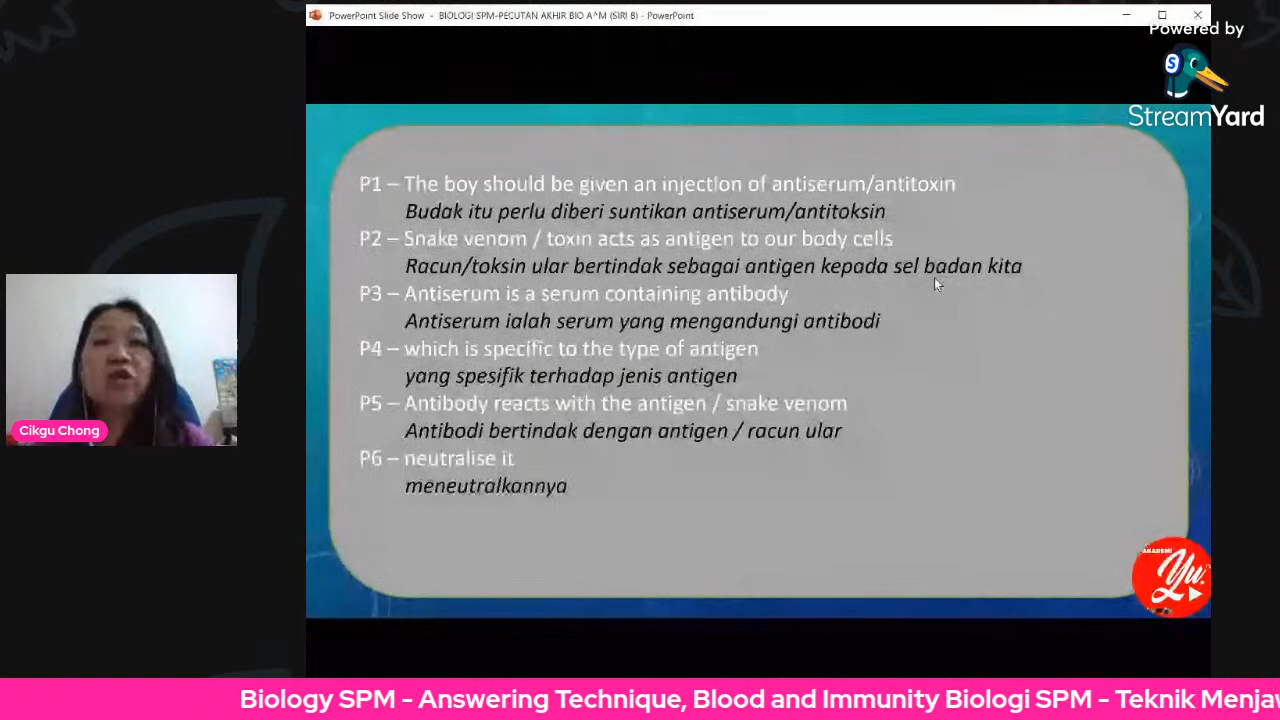 PowerPoint Slide Show - BIOLOGI SPM-PECUTAN AKHIR BIO A^M (SIRI 8) - PowerPoint
Powered by
S
StreamYard
P1 – The boy should be given an injection of antiserum/antitoxin
Budak itu perlu diberi suntikan antiserum/antitoksin
P2 – Snake venom / toxin acts as antigen to our body cells
Racun/toksin ular bertindak sebagai antigen kepada sel badan kita
P3 – Antiserum is a serum containing antibody
Antiserum ialah serum yang mengandungi antibodi
P4 – which is specific to the type of antigen
yang spesifik terhadap jenis antigen
P5 – Antibody reacts with the antigen / snake venom
Antibodi bertindak dengan antigen / racun ular
P6 – neutralise it
meneutralkannya
Cikgu Chong
AKADEMI
Yu
Biology SPM - Answering Technique, Blood and Immunity Biologi SPM - Teknik Menjaw